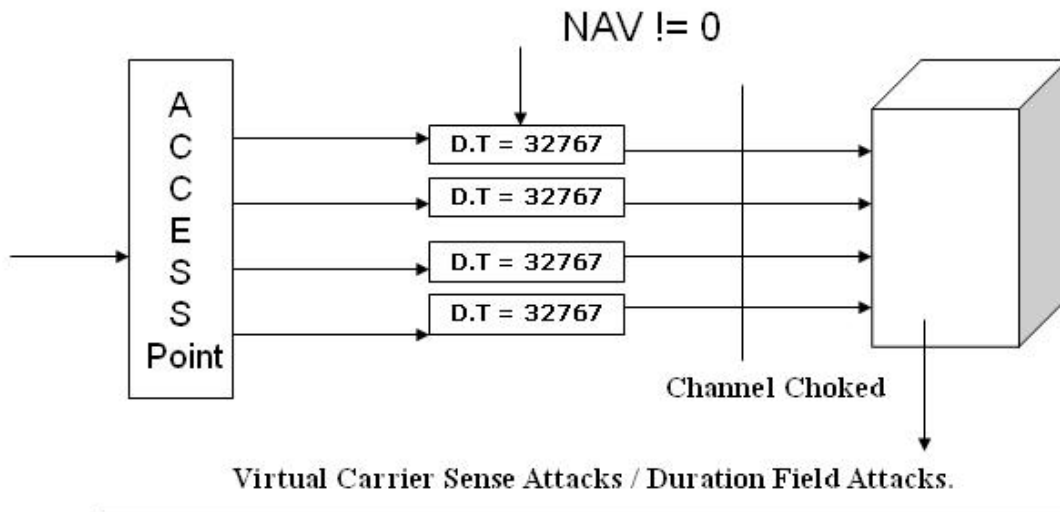 NAV != 0
A
C
C
E
S
S
Point
D.T = 32767
D.T = 32767
D.T = 32767
D.T = 32767
Channel Choked
Virtual Carrier Sense Attacks / Duration Field Attacks.